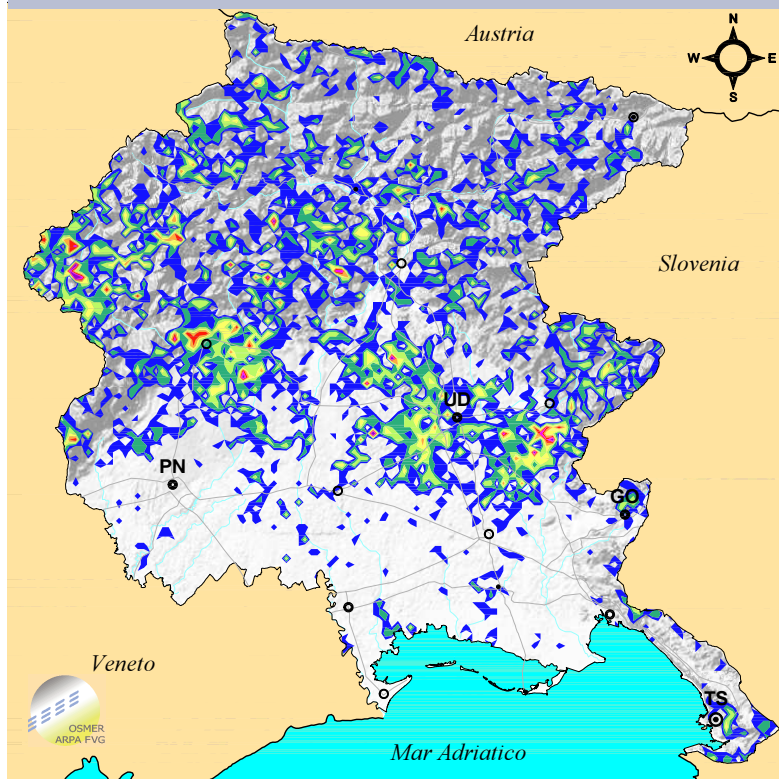 Austria
N
W
E
S
Slovenia
UD
PN
GO
Veneto
TS
OSMER
ARPA FVG
Mar Adriatico